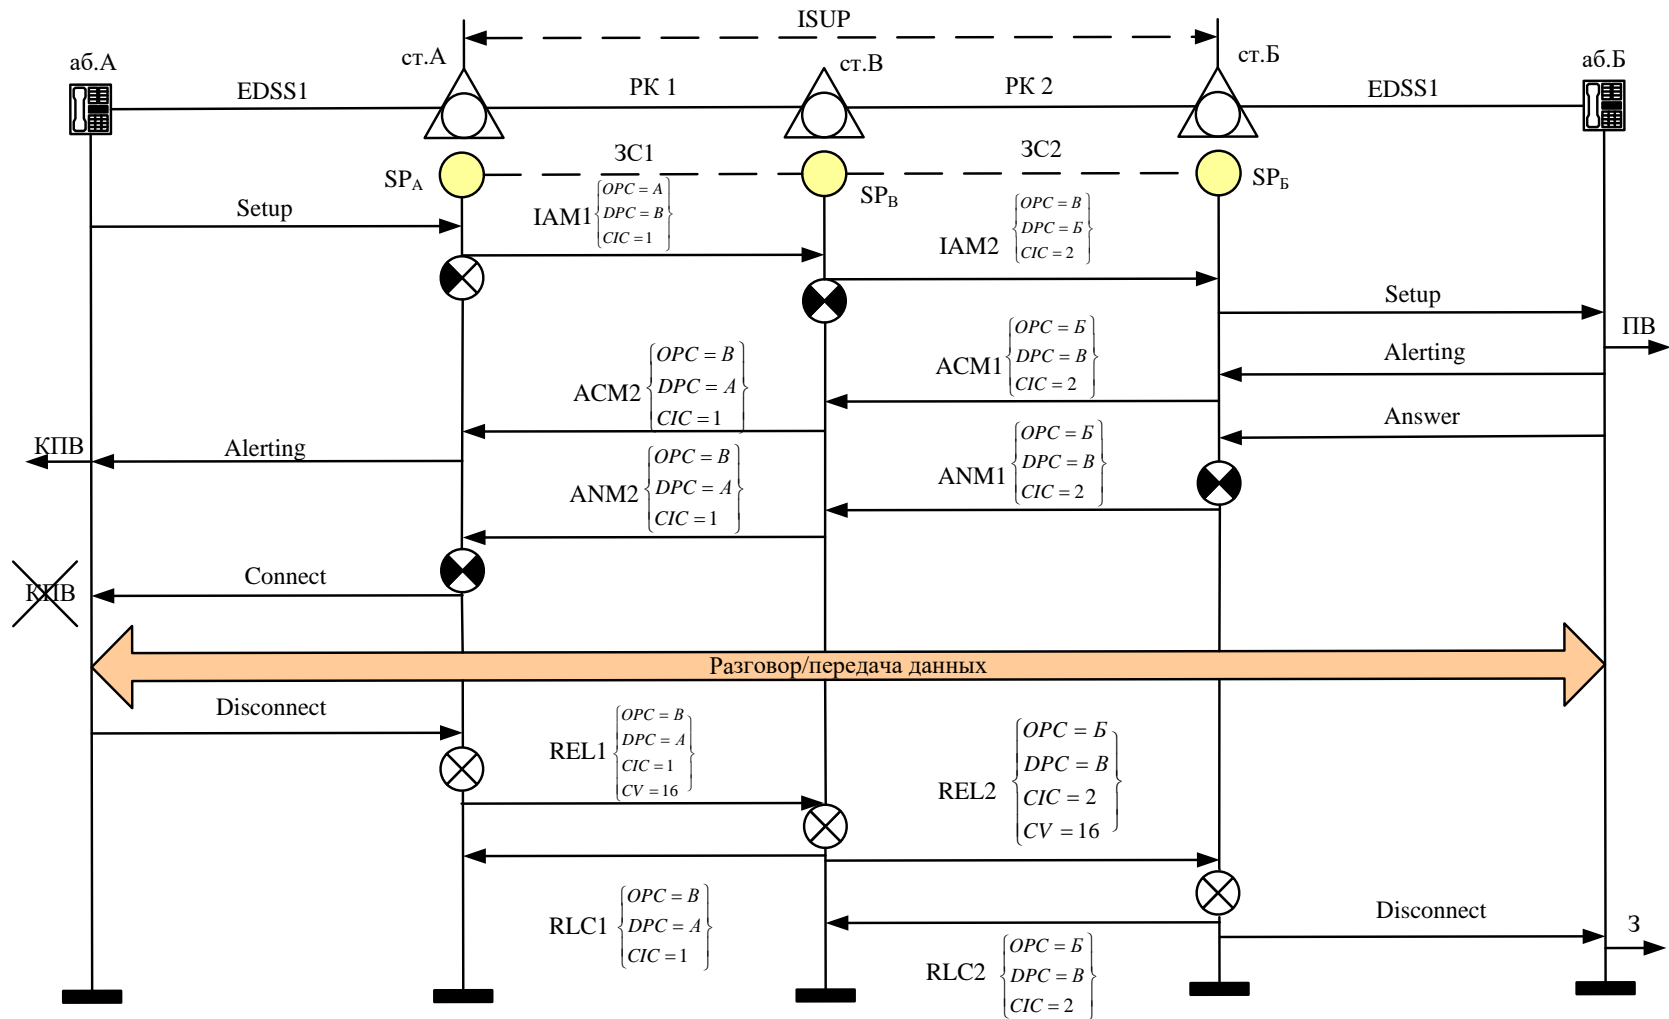 ISUP
аб.А
ст.А
ст.В
ст.Б
аб.Б
EDSS1
РК 1
РК 2
EDSS1
ЗС1
ЗС2
SPА
SPВ
SPБ
Setup
IAM1
OPC = A
DPC = B
CIC = 1
IAM2
OPC = B
DPC = Б
CIC = 2
Setup
ПВ
Alerting
ACM1
OPC = Б
DPC = B
CIC = 2
ACM2
OPC = B
DPC = A
CIC = 1
Answer
КПВ
Alerting
ANM1
OPC = Б
DPC = B
CIC = 2
ANM2
OPC = B
DPC = A
CIC = 1
КПВ
Connect
Разговор/передача данных
Disconnect
REL1
OPC = B
DPC = A
CIC = 1
CV = 16
REL2
OPC = Б
DPC = B
CIC = 2
CV = 16
RLC1
OPC = B
DPC = A
CIC = 1
Disconnect
З
RLC2
OPC = Б
DPC = B
CIC = 2